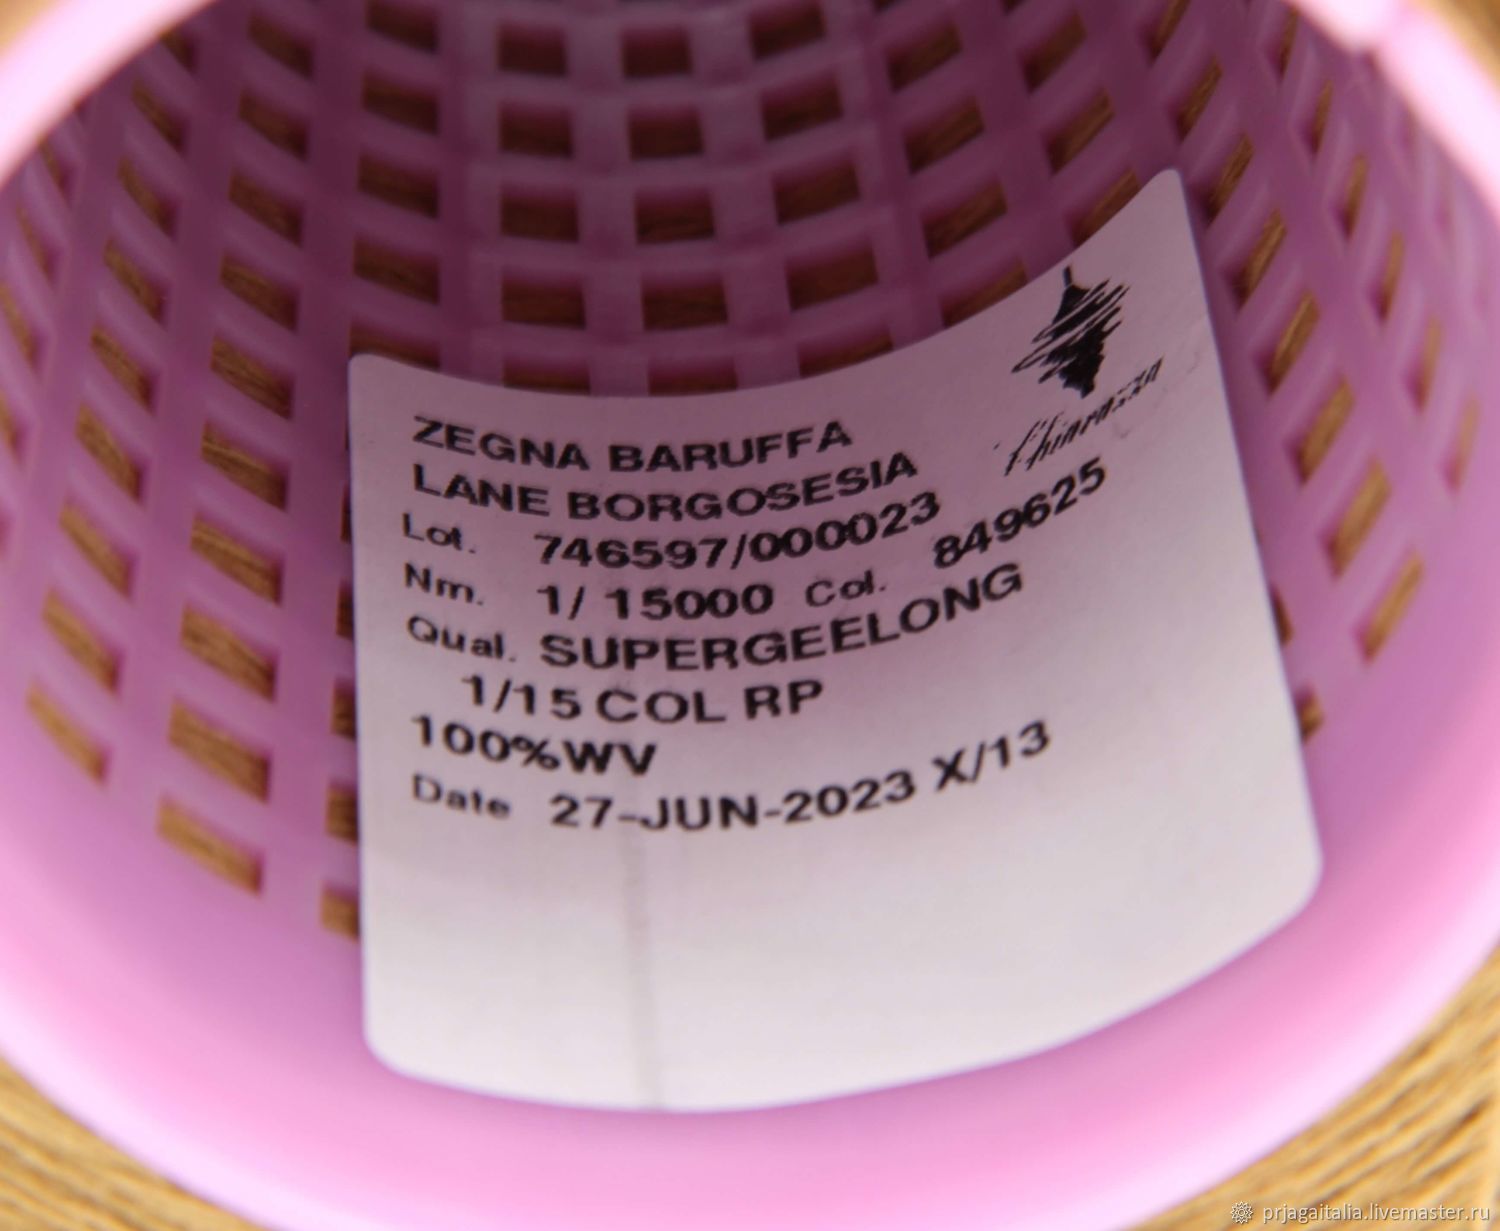 Chiavazza
ZEGNA BARUFFA
LANE BORGOSESIA
Lot. 746597/000023
Nm. 1/ 15000 Col. 849625
Qual. SUPERGEELONG
1/15 COL RP
100%WV
Date 27-JUN-2023 X/13
prjagaitalia.livemaster.ru